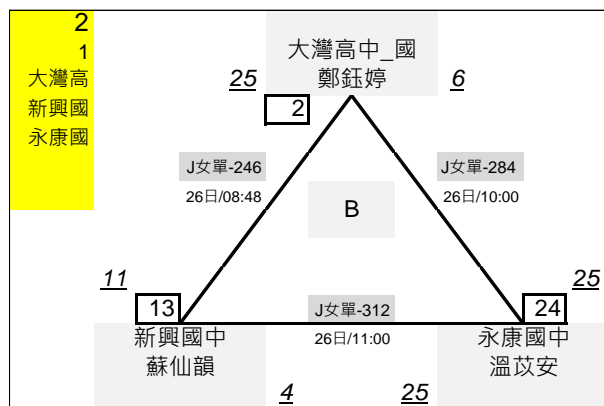 2
1
大灣高
新興國
永康國
大灣高中_國
鄭鈺婷
25
6
2
J女單-246
26日/08:48
J女單-284
26日/10:00
B
11
25
13
24
J女單-312
26日/11:00
新興國中
蘇仙韻
永康國中
溫苡安
4
25